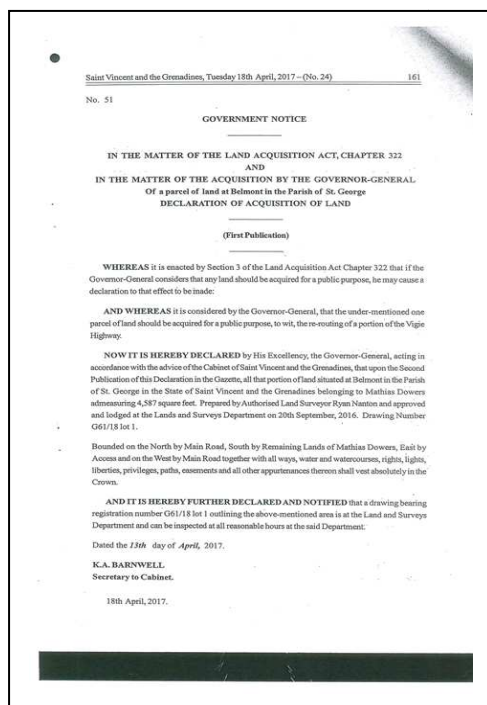 Saint Vincent and the Grenadines, Tuesday 18th April, 2017 – (No. 24) 161
No. 51
GOVERNMENT NOTICE
IN THE MATTER OF THE LAND ACQUISITION ACT, CHAPTER 322
AND
IN THE MATTER OF THE ACQUISITION BY THE GOVERNOR-GENERAL
Of a parcel of land at Belmont in the Parish of St. George
DECLARATION OF ACQUISITION OF LAND
(First Publication)
WHEREAS it is enacted by Section 3 of the Land Acquisition Act Chapter 322 that if the
Governor-General considers that any land should be acquired for a public purpose, he may cause a
declaration to that effect to be made:
AND WHEREAS it is considered by the Governor-General, that the under-mentioned one
parcel of land should be acquired for a public purpose, to wit, the re-routing of a portion of the Vigie
Highway.
NOW IT IS HEREBY DECLARED by His Excellency, the Governor-General, acting in
accordance with the advice of the Cabinet of Saint Vincent and the Grenadines, that upon the Second
Publication of this Declaration in the Gazette, all that portion of land situated at Belmont in the Parish
of St. George in the State of Saint Vincent and the Grenadines belonging to Mathias Dowers
admeasuring 4,587 square feet. Prepared by Authorised Land Surveyor Ryan Nanton and approved
and lodged at the Lands and Surveys Department on 20th September, 2016. Drawing Number
G61/18 lot 1.
Bounded on the North by Main Road, South by Remaining Lands of Mathias Dowers, East by
Access and on the West by Main Road together with all ways, water and watercourses, rights, lights,
liberties, privileges, paths, easements and all other appurtenances thereon shall vest absolutely in the
Crown.
AND IT IS HEREBY FURTHER DECLARED AND NOTIFIED that a drawing bearing
registration number G61/18 lot 1 outlining the above-mentioned area is at the Land and Surveys
Department and can be inspected at all reasonable hours at the said Department.
Dated the 13th day of April, 2017.
K.A. BARNWELL
Secretary to Cabinet.
18th April, 2017.